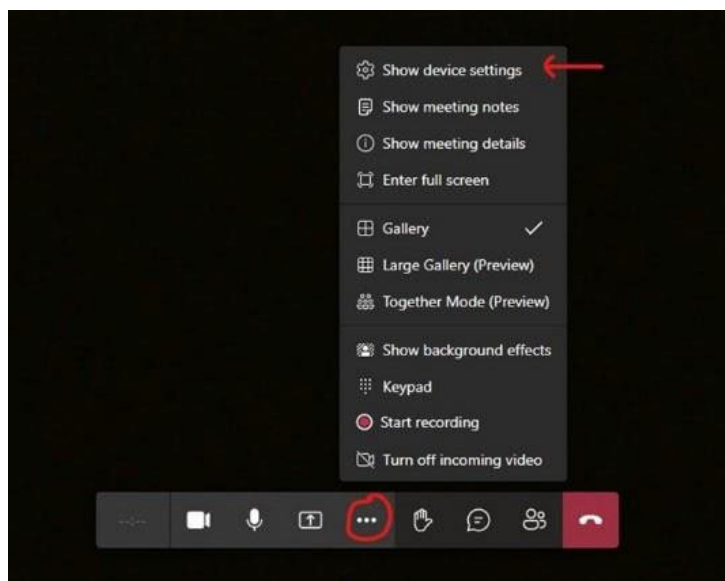 Show device settings
Show meeting notes
Show meeting details
Enter full screen
Gallery
Large Gallery (Preview)
Together Mode (Preview)
Show background effects
Keypad
Start recording
Turn off incoming video
--:--